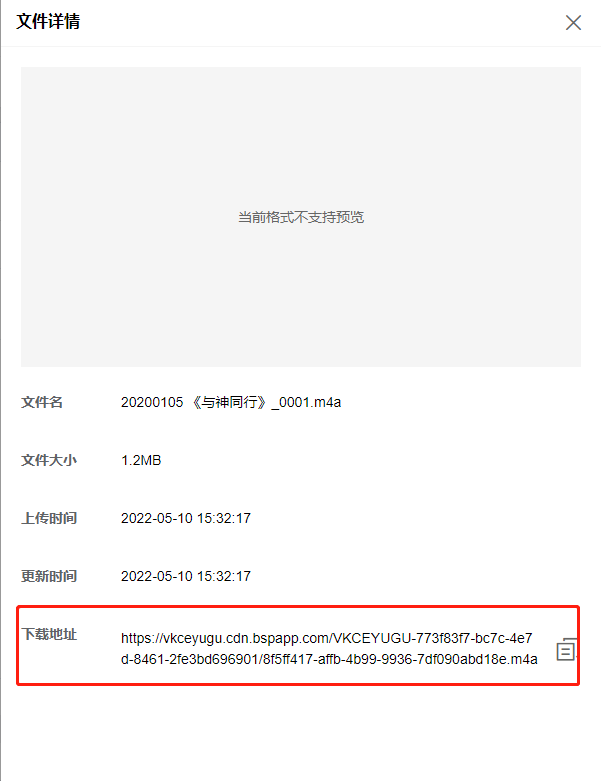 文件详情
当前格式不支持预览
文件名 20200105 《与神同行》_0001.m4a
文件大小 1.2MB
上传时间 2022-05-10 15:32:17
更新时间 2022-05-10 15:32:17
下载地址 https://vkceyugu.cdn.bspapp.com/VKCEYUGU-773f83f7-bc7c-4e7
d-8461-2fe3bd696901/8f5ff417-affb-4b99-9936-7df090abd18e.m4a